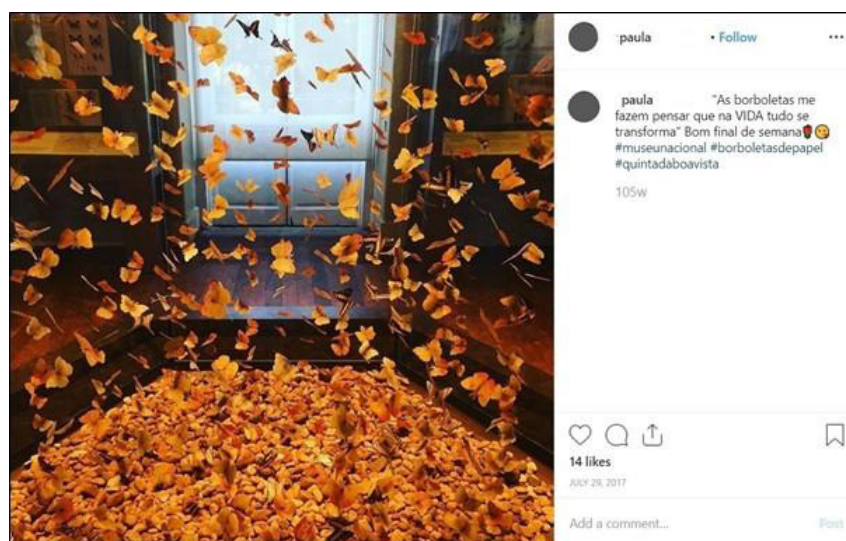 paula • Follow ...
paula "As borboletas me
fazem pensar que na VIDA tudo se
transforma" Bom final de semana🌹😋
#museunacional #borboletasdepapel
#quintadaboavista
105w
14 likes
JULY 29, 2017
Add a comment... Post